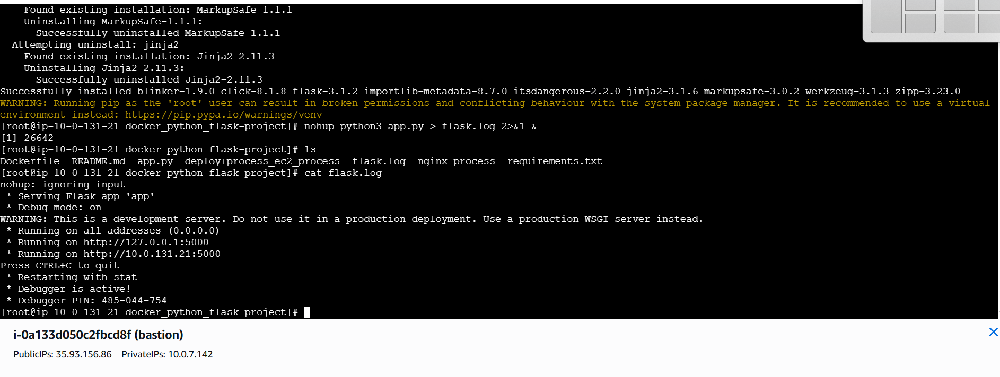 Found existing installation: MarkupSafe 1.1.1
    Uninstalling MarkupSafe-1.1.1:
      Successfully uninstalled MarkupSafe-1.1.1
  Attempting uninstall: jinja2
    Found existing installation: Jinja2 2.11.3
    Uninstalling Jinja2-2.11.3:
      Successfully uninstalled Jinja2-2.11.3
Successfully installed blinker-1.9.0 click-8.1.8 flask-3.1.2 importlib-metadata-8.7.0 itsdangerous-2.2.0 jinja2-3.1.6 markupsafe-3.0.2 werkzeug-3.1.3 zipp-3.23.0
WARNING: Running pip as the 'root' user can result in broken permissions and conflicting behaviour with the system package manager. It is recommended to use a virtual
environment instead: https://pip.pypa.io/warnings/venv
[root@ip-10-0-131-21 docker_python_flask-project]# nohup python3 app.py > flask.log 2>&1 &
[1] 26642
[root@ip-10-0-131-21 docker_python_flask-project]# ls
Dockerfile  README.md  app.py  deploy+process_ec2_process  flask.log  nginx-process  requirements.txt
[root@ip-10-0-131-21 docker_python_flask-project]# cat flask.log
nohup: ignoring input
 * Serving Flask app 'app'
 * Debug mode: on
WARNING: This is a development server. Do not use it in a production deployment. Use a production WSGI server instead.
 * Running on all addresses (0.0.0.0)
 * Running on http://127.0.0.1:5000
 * Running on http://10.0.131.21:5000
Press CTRL+C to quit
 * Restarting with stat
 * Debugger is active!
 * Debugger PIN: 485-044-754
[root@ip-10-0-131-21 docker_python_flask-project]#
i-0a133d050c2fbcd8f (bastion)
PublicIPs: 35.93.156.86   PrivateIPs: 10.0.7.142